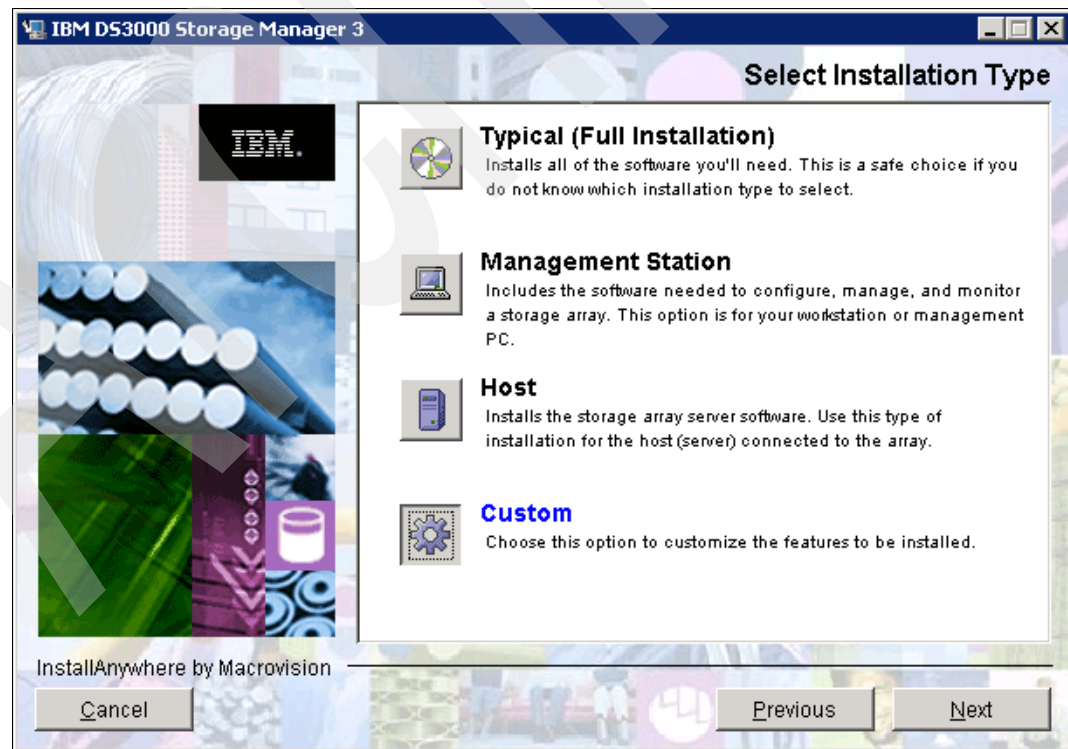 IBM DS3000 Storage Manager 3
Select Installation Type
IBM.
Typical (Full Installation)
Installs all of the software you'll need. This is a safe choice if you
do not know which installation type to select.
Management Station
Includes the software needed to configure, manage, and monitor
a storage array. This option is for your workstation or management
PC.
Host
Installs the storage array server software. Use this type of
installation for the host (server) connected to the array.
Custom
Choose this option to customize the features to be installed.
InstallAnywhere by Macrovision
Cancel
Previous
Next